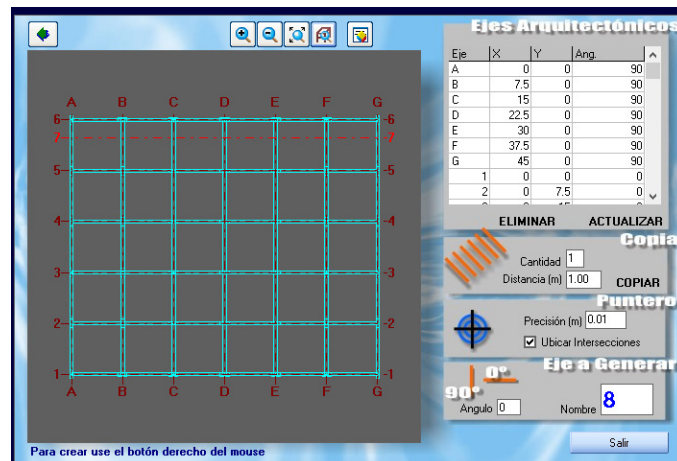 Ejes Arquitectónicos
Eje X Y Ang.
A 0 0 90
B 7.5 0 90
C 15 0 90
D 22.5 0 90
E 30 0 90
F 37.5 0 90
G 45 0 90
1 0 0 0
2 0 7.5 0
ELIMINAR ACTUALIZAR
A B C D E F G
6 6
7 7
5 5
4 4
3 3
2 2
1 1
A B C D E F G
Copia
Cantidad 1
Distancia (m) 1.00 COPIAR
Puntero
Precisión (m) 0.01
Ubicar Intersecciones
Eje a Generar
0°
90°
Angulo 0 Nombre 8
Salir
Para crear use el botón derecho del mouse